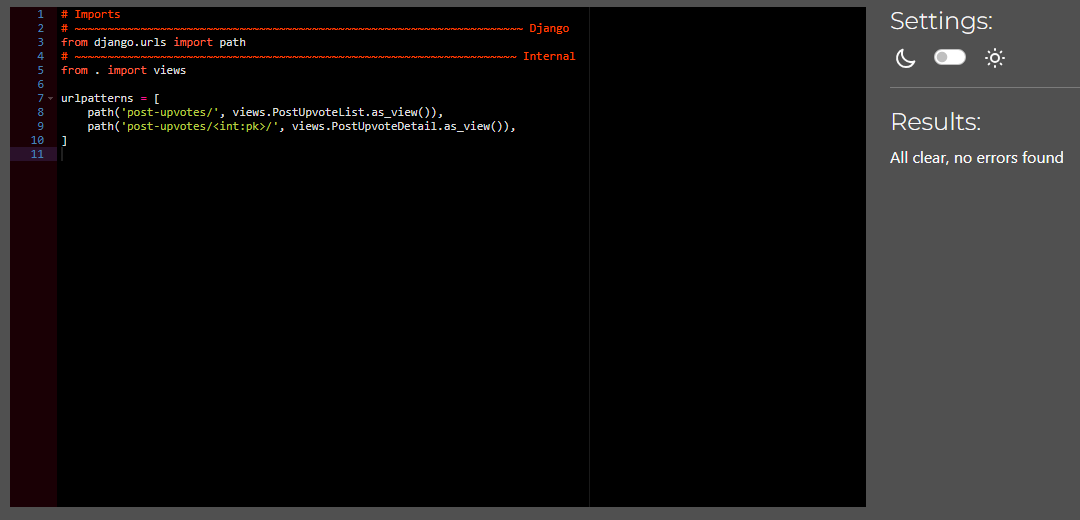 1 # Imports
2 # ~~~~~~~~~~~~~~~~~~~~~~~~~~~~~~~~~~~~~~~~~~~~~~~~~~~~~~~~~~~~~~~~~~~~ Django
3 from django.urls import path
4 # ~~~~~~~~~~~~~~~~~~~~~~~~~~~~~~~~~~~~~~~~~~~~~~~~~~~~~~~~~~~~~~~~~~~ Internal
5 from . import views
6
7 urlpatterns = [
8     path('post-upvotes/', views.PostUpvoteList.as_view()),
9     path('post-upvotes/<int:pk>/', views.PostUpvoteDetail.as_view()),
10 ]
11
Settings:
Results:
All clear, no errors found